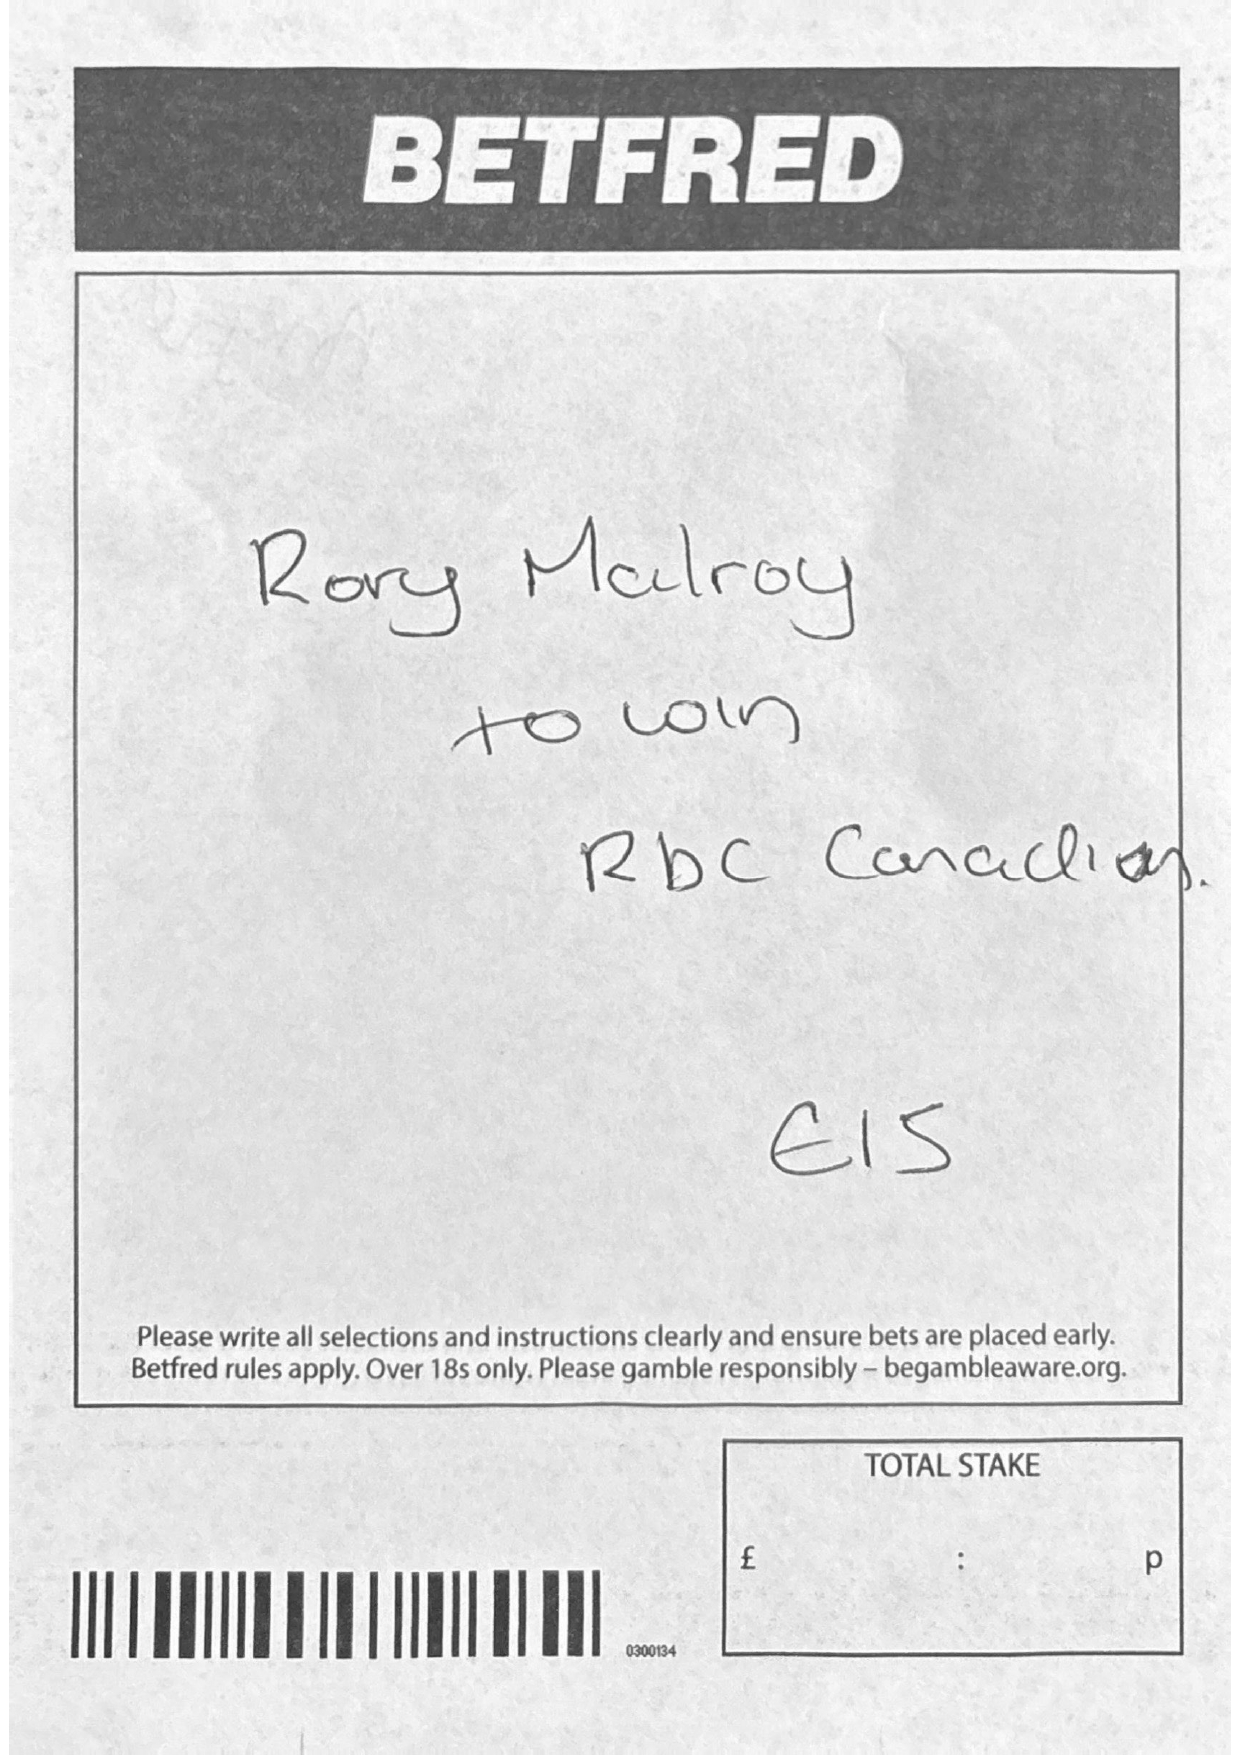 BETFRED
Rory Mcilroy
to win
Rbc Canadian.
£15
Please write all selections and instructions clearly and ensure bets are placed early.
Betfred rules apply. Over 18s only. Please gamble responsibly – begambleaware.org.
TOTAL STAKE
£ : p
0300134